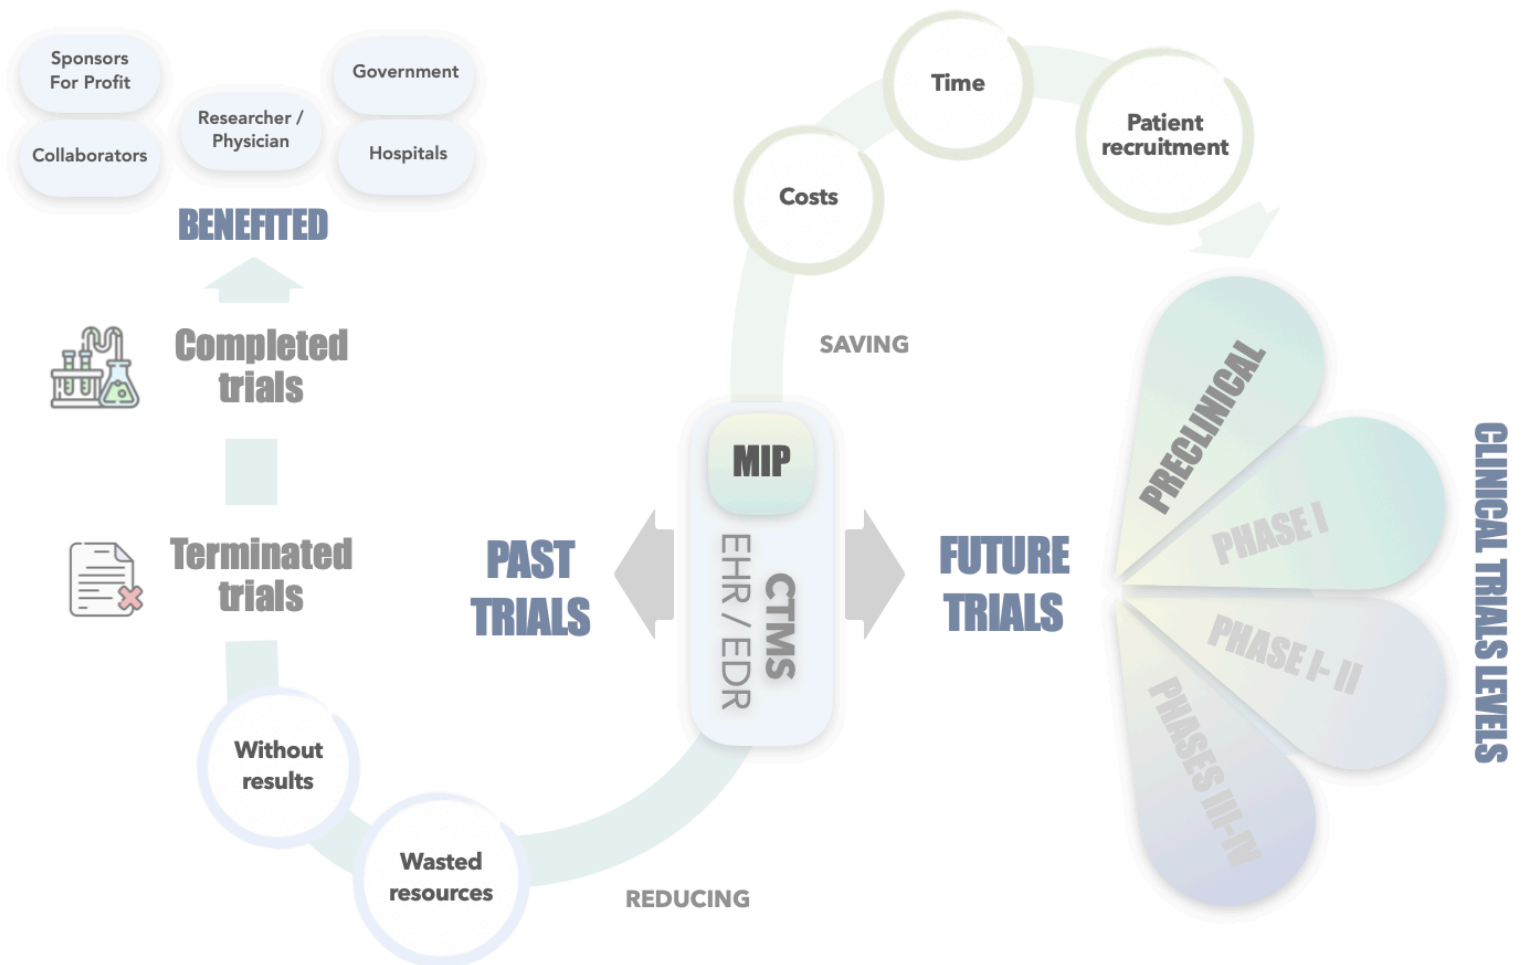 Sponsors
For Profit
Government
Researcher /
Physician
Collaborators
Hospitals
BENEFITED
Completed
trials
Terminated
trials
Without
results
Wasted
resources
REDUCING
PAST
TRIALS
MIP
CTMS
EHR / EDR
FUTURE
TRIALS
SAVING
Costs
Time
Patient
recruitment
PRECLINICAL
PHASE I
PHASE I- II
PHASES III-IV
CLINICAL TRIALS LEVELS